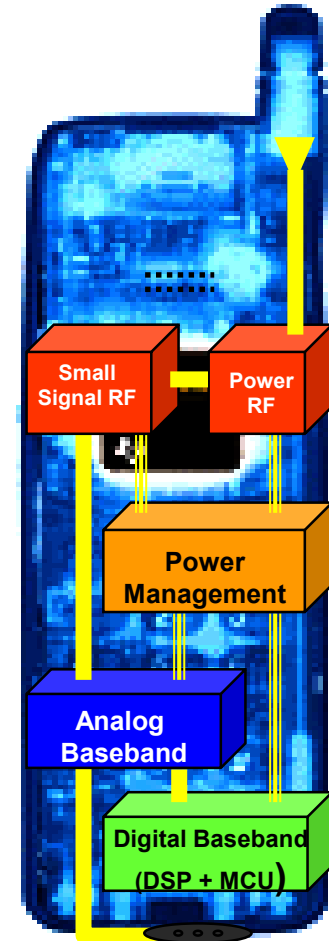 Small
Signal RF
Power
RF
Power
Management
Analog
Baseband
Digital Baseband
(DSP + MCU)